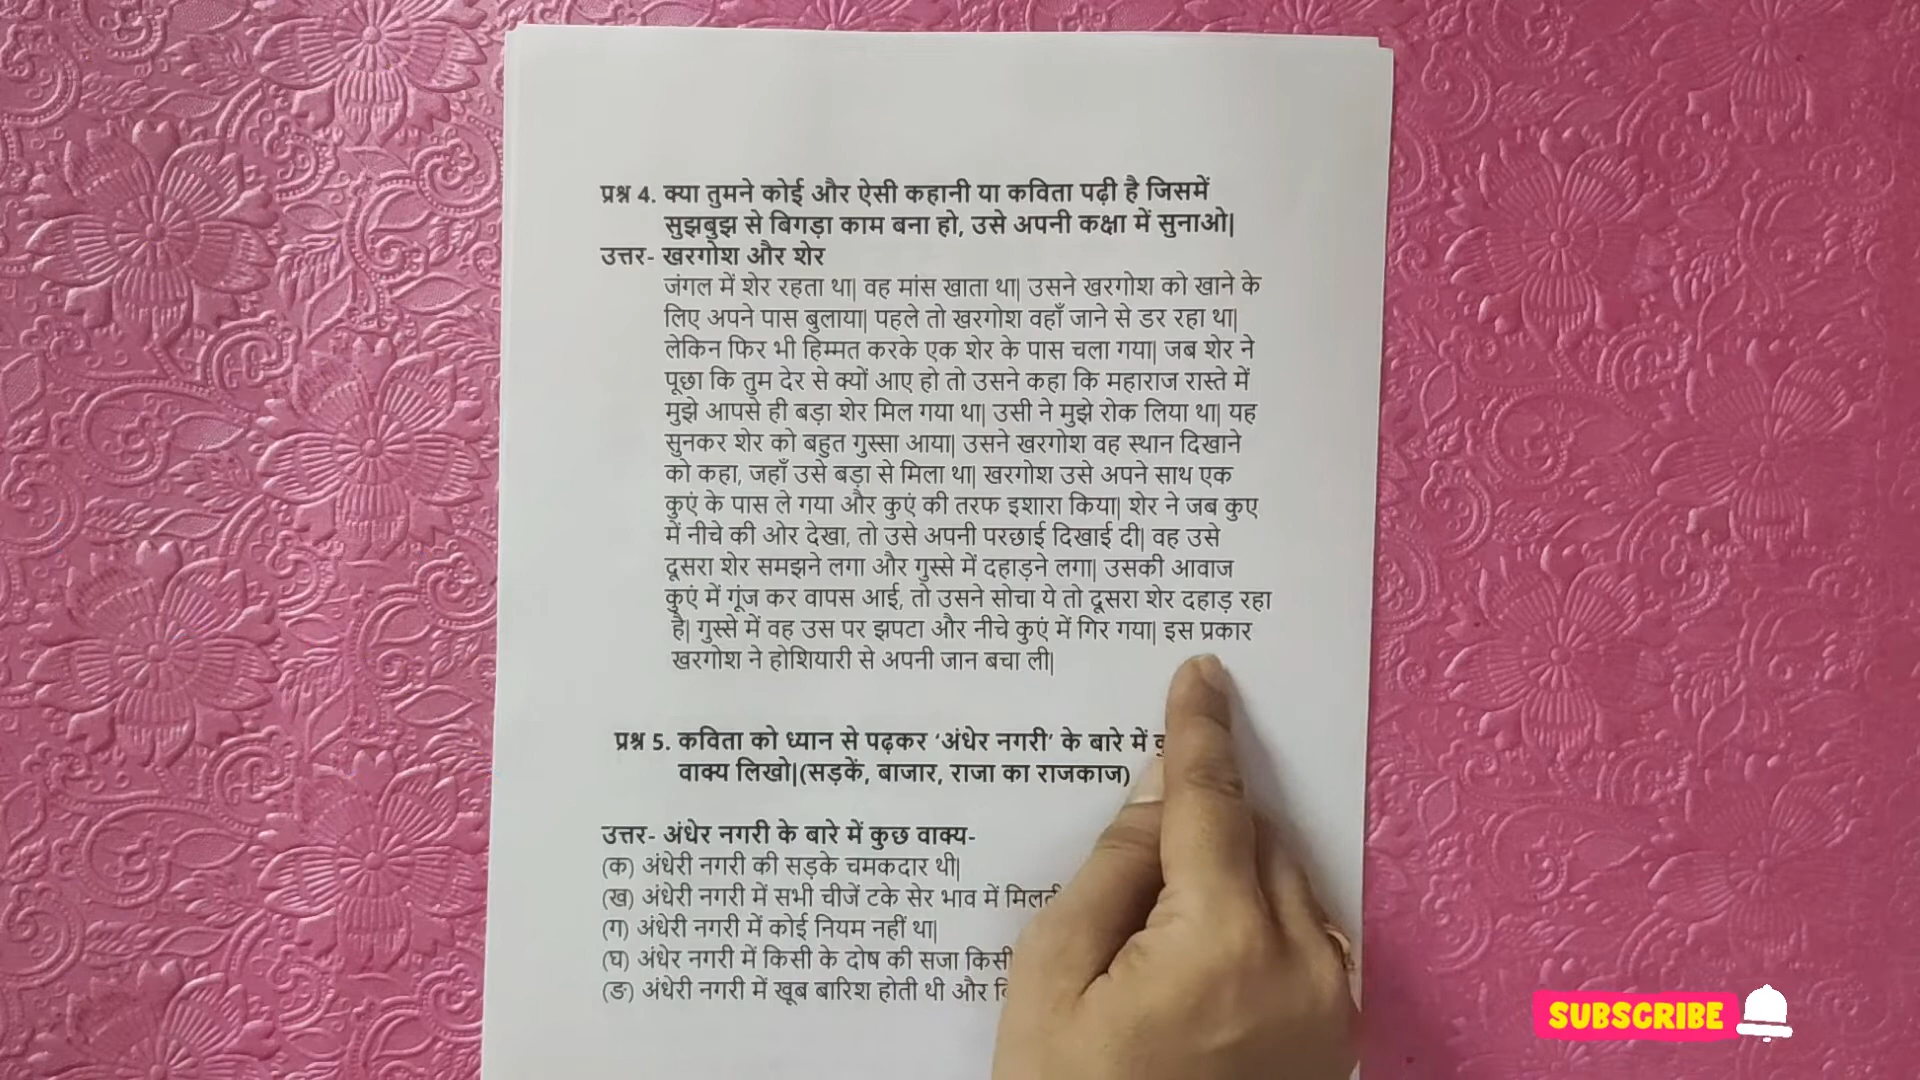 प्रश्न 4. क्या तुमने कोई और ऐसी कहानी या कविता पढ़ी है जिसमें
सुझबुझ से बिगड़ा काम बना हो, उसे अपनी कक्षा में सुनाओ|
उत्तर- खरगोश और शेर
जंगल में शेर रहता था| वह मांस खाता था| उसने खरगोश को खाने के
लिए अपने पास बुलाया| पहले तो खरगोश वहाँ जाने से डर रहा था|
लेकिन फिर भी हिम्मत करके एक शेर के पास चला गया| जब शेर ने
पूछा कि तुम देर से क्यों आए हो तो उसने कहा कि महाराज रास्ते में
मुझे आपसे ही बड़ा शेर मिल गया था| उसी ने मुझे रोक लिया था| यह
सुनकर शेर को बहुत गुस्सा आया| उसने खरगोश वह स्थान दिखाने
को कहा, जहाँ उसे बड़ा से मिला था| खरगोश उसे अपने साथ एक
कुएं के पास ले गया और कुएं की तरफ इशारा किया| शेर ने जब कुए
में नीचे की ओर देखा, तो उसे अपनी परछाई दिखाई दी| वह उसे
दूसरा शेर समझने लगा और गुस्से में दहाड़ने लगा| उसकी आवाज
कुएं में गूंज कर वापस आई, तो उसने सोचा ये तो दूसरा शेर दहाड़ रहा
है| गुस्से में वह उस पर झपटा और नीचे कुएं में गिर गया| इस प्रकार
खरगोश ने होशियारी से अपनी जान बचा ली|
प्रश्न 5. कविता को ध्यान से पढ़कर ‘अंधेर नगरी’ के बारे में
वाक्य लिखो|(सड़कें, बाजार, राजा का राजकाज)
उत्तर- अंधेर नगरी के बारे में कुछ वाक्य-
(क) अंधेरी नगरी की सड़के चमकदार थी|
(ख) अंधेरी नगरी में सभी चीजें टके सेर भाव में
(ग) अंधेरी नगरी में कोई नियम नहीं था|
(घ) अंधेर नगरी में किसी के दोष की सजा किसी
(ङ) अंधेरी नगरी में खूब बारिश होती थी और
SUBSCRIBE